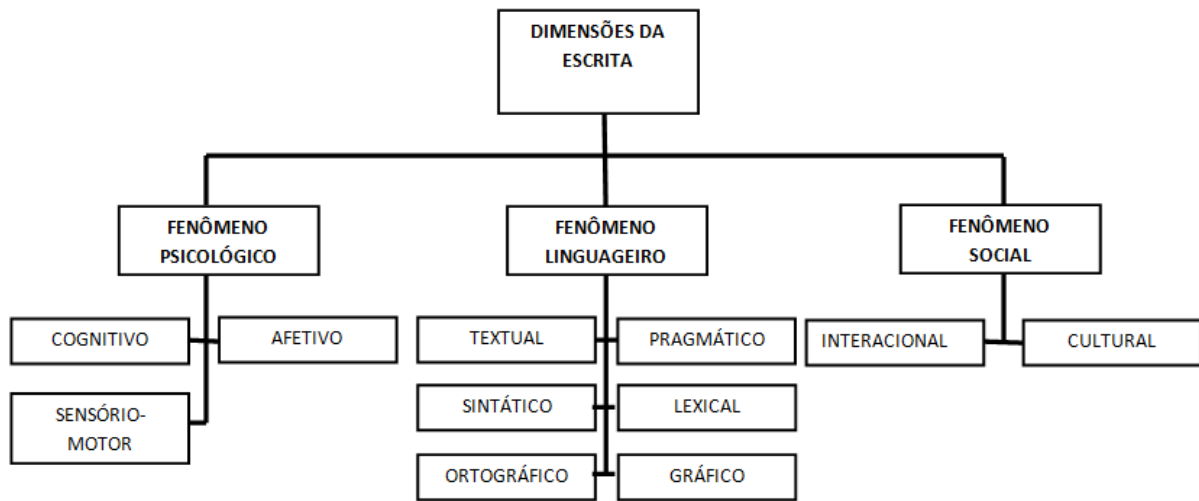 DIMENSÕES DA
ESCRITA
FENÔMENO
PSICOLÓGICO
FENÔMENO
LINGUAGEIRO
FENÔMENO
SOCIAL
COGNITIVO
AFETIVO
TEXTUAL
PRAGMÁTICO
INTERACIONAL
CULTURAL
SENSÓRIO-
MOTOR
SINTÁTICO
LEXICAL
ORTOGRÁFICO
GRÁFICO